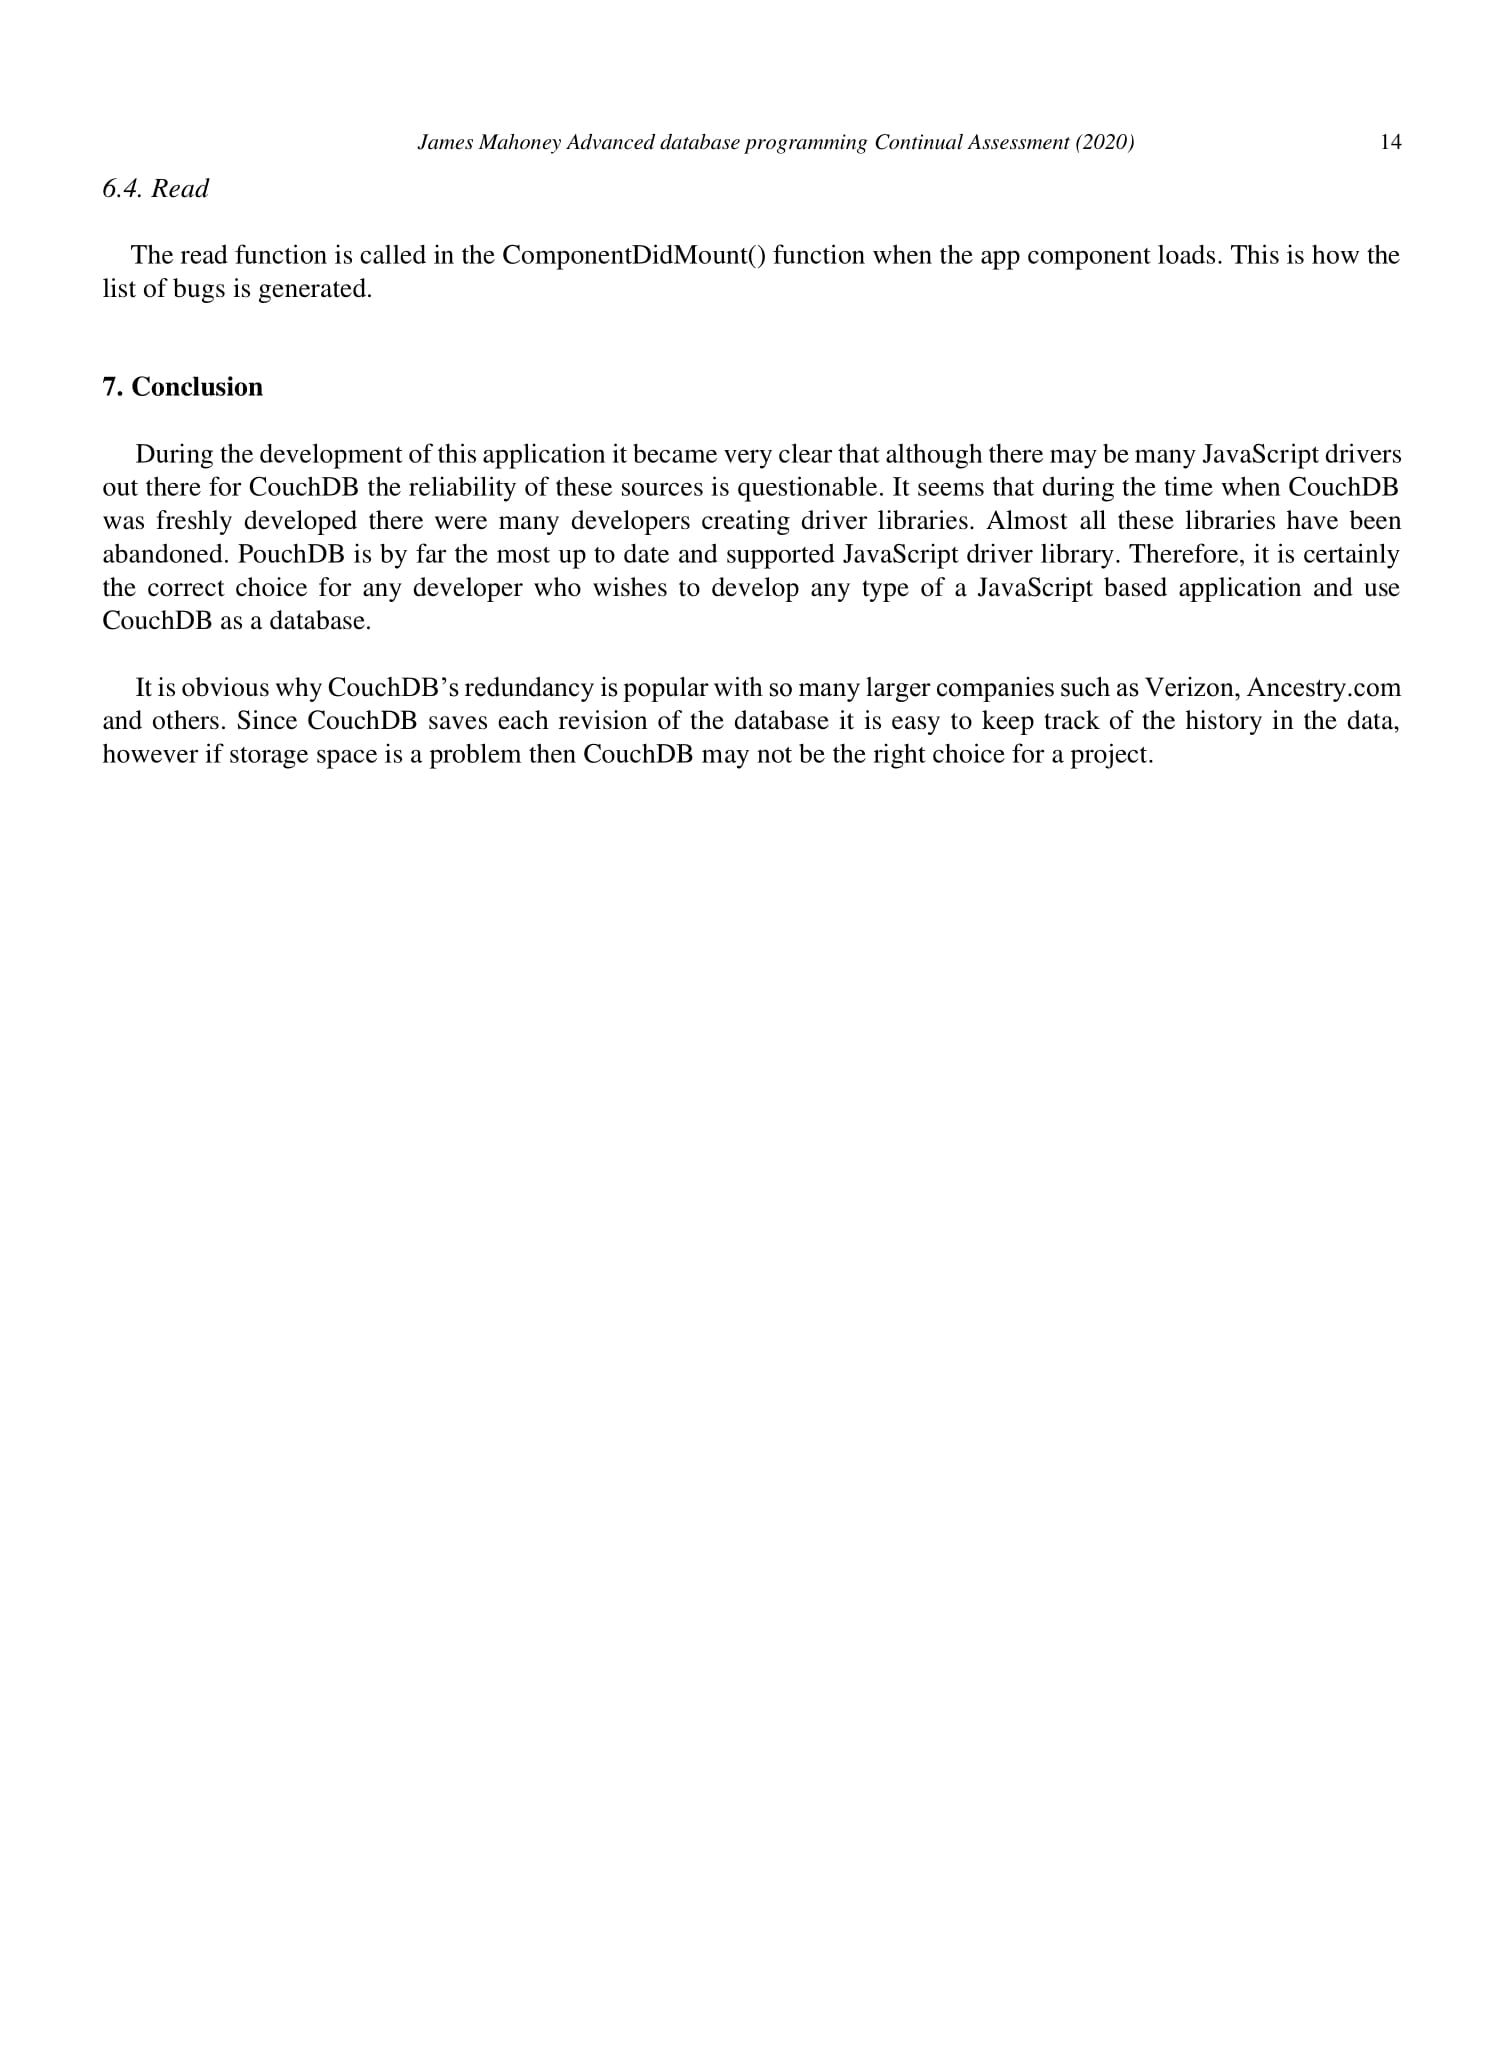 James Mahoney Advanced database programming Continual Assessment (2020) 14
6.4. Read
The read function is called in the ComponentDidMount() function when the app component loads. This is how the
list of bugs is generated.
7. Conclusion
During the development of this application it became very clear that although there may be many JavaScript drivers
out there for CouchDB the reliability of these sources is questionable. It seems that during the time when CouchDB
was freshly developed there were many developers creating driver libraries. Almost all these libraries have been
abandoned. PouchDB is by far the most up to date and supported JavaScript driver library. Therefore, it is certainly
the correct choice for any developer who wishes to develop any type of a JavaScript based application and use
CouchDB as a database.
It is obvious why CouchDB’s redundancy is popular with so many larger companies such as Verizon, Ancestry.com
and others. Since CouchDB saves each revision of the database it is easy to keep track of the history in the data,
however if storage space is a problem then CouchDB may not be the right choice for a project.